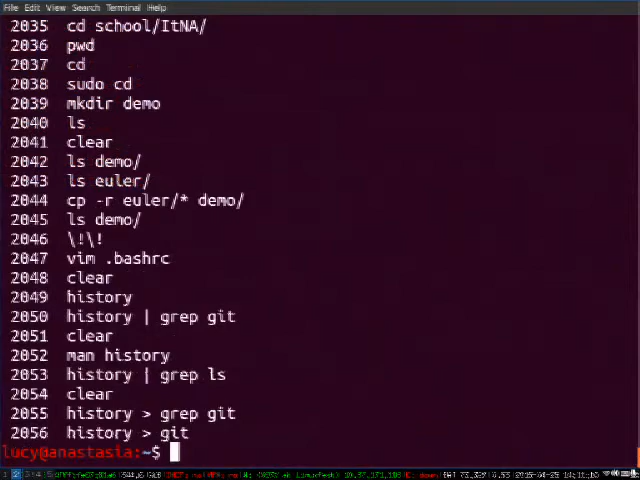 File Edit View Search Terminal Help
2035 cd school/ItNA/
2036 pwd
2037 cd
2038 sudo cd
2039 mkdir demo
2040 ls
2041 clear
2042 ls demo/
2043 ls euler/
2044 cp -r euler/* demo/
2045 ls demo/
2046 \!\!
2047 vim .bashrc
2048 clear
2049 history
2050 history | grep git
2051 clear
2052 man history
2053 history | grep ls
2054 clear
2055 history > grep git
2056 history > git
lucy@anastasia:~$